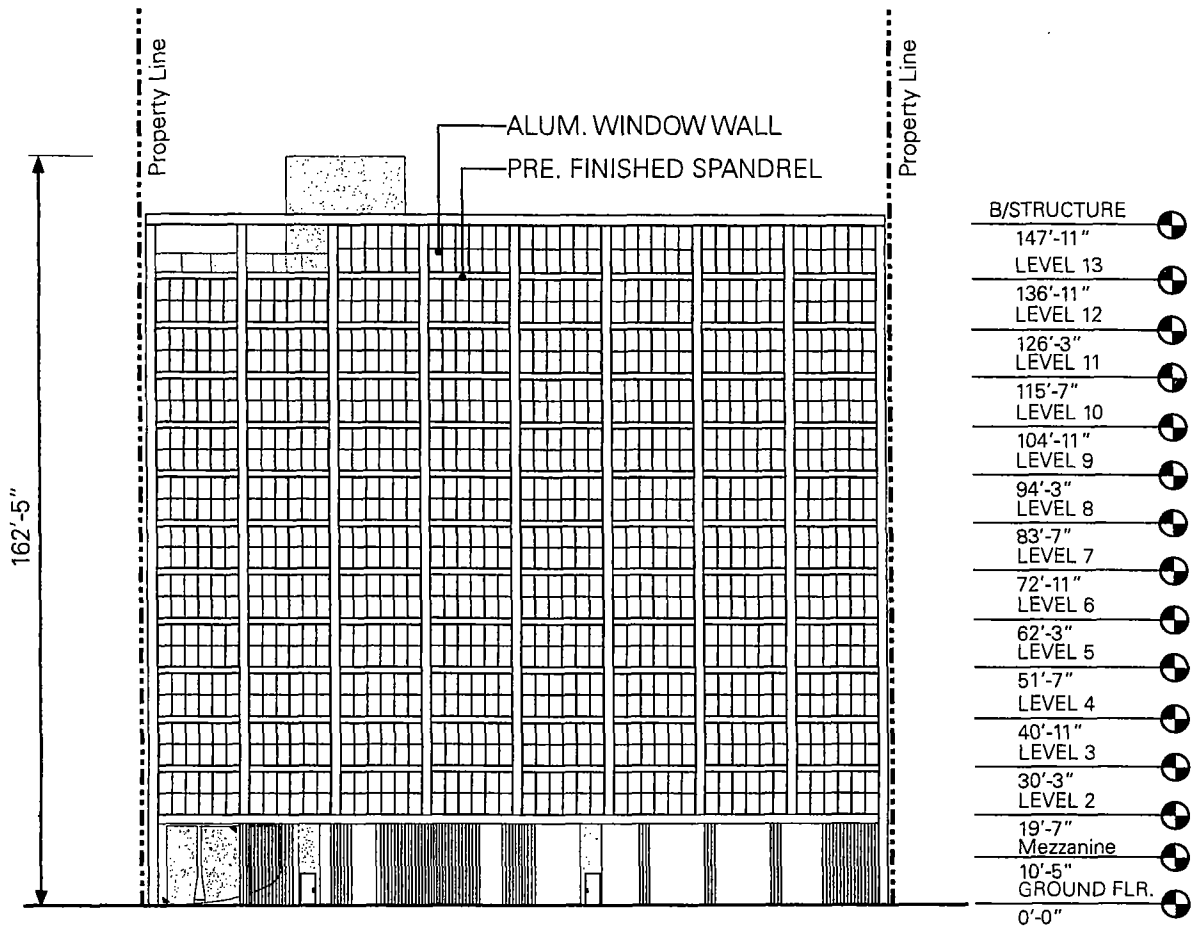 Property Line
Property Line
ALUM. WINDOW WALL
PRE. FINISHED SPANDREL
162'-5"
B/STRUCTURE
147'-11"
LEVEL 13
136'-11"
LEVEL 12
126'-3"
LEVEL 11
115'-7"
LEVEL 10
104'-11"
LEVEL 9
94'-3"
LEVEL 8
83'-7"
LEVEL 7
72'-11"
LEVEL 6
62'-3"
LEVEL 5
51'-7"
LEVEL 4
40'-11"
LEVEL 3
30'-3"
LEVEL 2
19'-7"
Mezzanine
10'-5"
GROUND FLR.
0'-0"